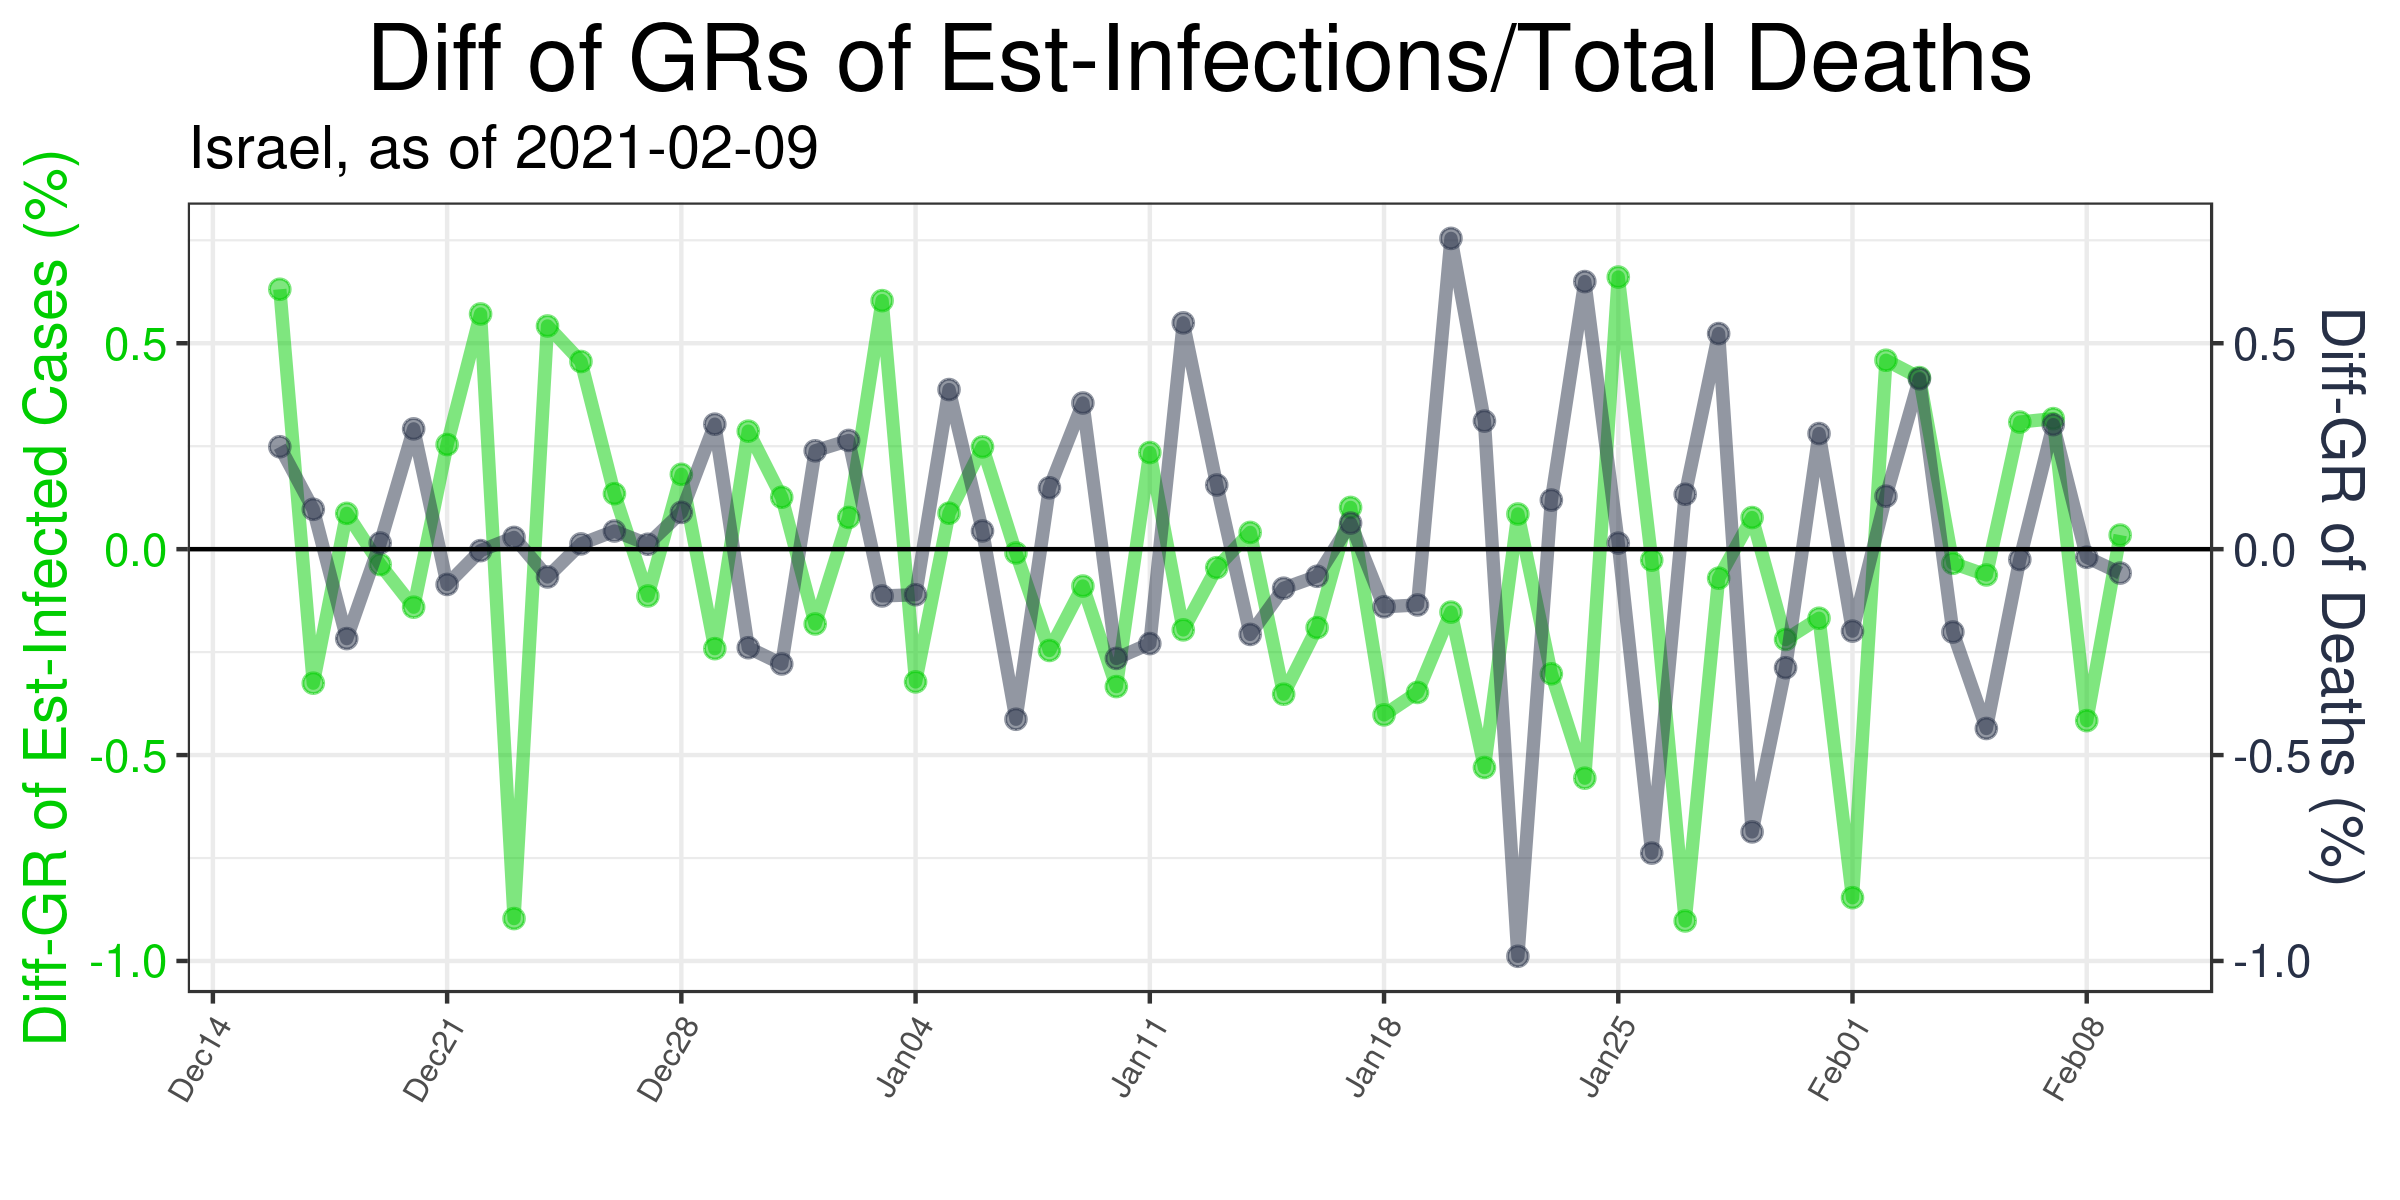 Diff of GRs of Est-Infections/Total Deaths
Israel, as of 2021-02-09
Diff-GR of Est-Infected Cases (%)
0.5
0.0
-0.5
-1.0
0.5
0.0
-0.5
-1.0
Diff-GR of Deaths (%)
Dec14
Dec21
Dec28
Jan04
Jan11
Jan18
Jan25
Feb01
Feb08